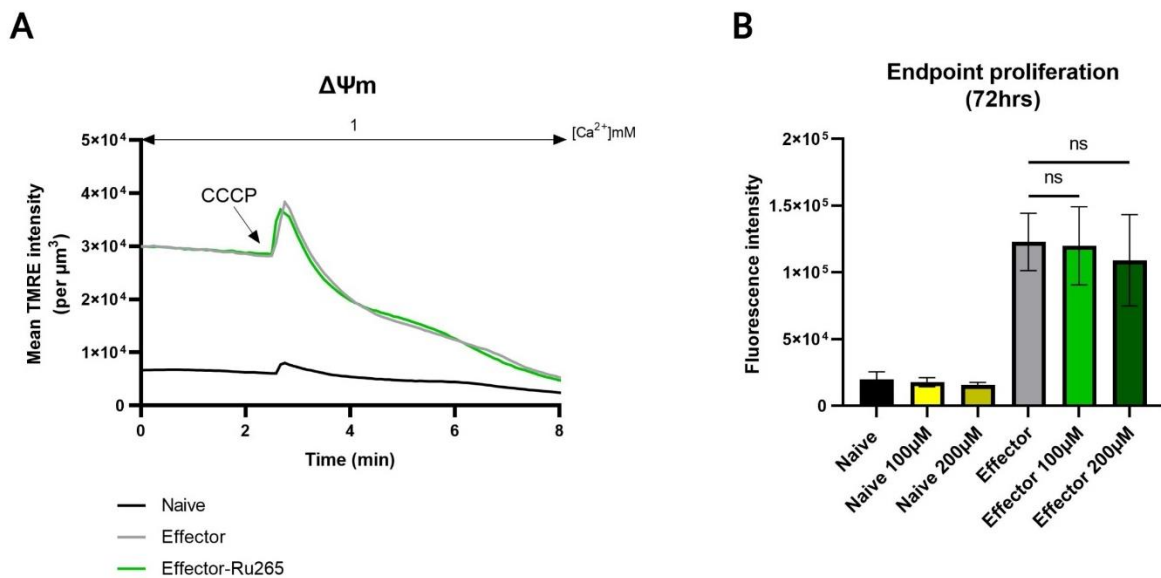 A
ΔΨm
1
[Ca²⁺]mM
5×10⁴
4×10⁴
3×10⁴
2×10⁴
1×10⁴
0
CCCP
Mean TMRE intensity
(per µm³)
0 2 4 6 8
Time (min)
Naive
Effector
Effector-Ru265
B
Endpoint proliferation
(72hrs)
2×10⁵
1.5×10⁵
1×10⁵
5×10⁴
0
ns
ns
Fluorescence intensity
Naive
Naive 100µM
Naive 200µM
Effector
Effector 100µM
Effector 200µM